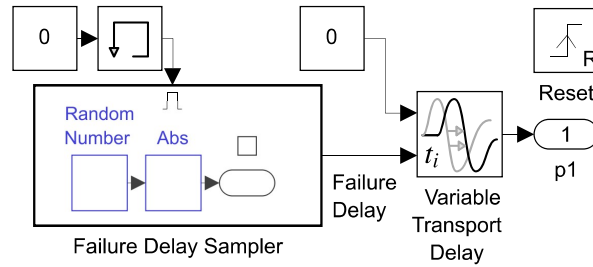 0
0
R
Random
Number
Abs
Reset
1
p1
t i
Failure
Delay
Variable
Transport
Delay
Failure Delay Sampler